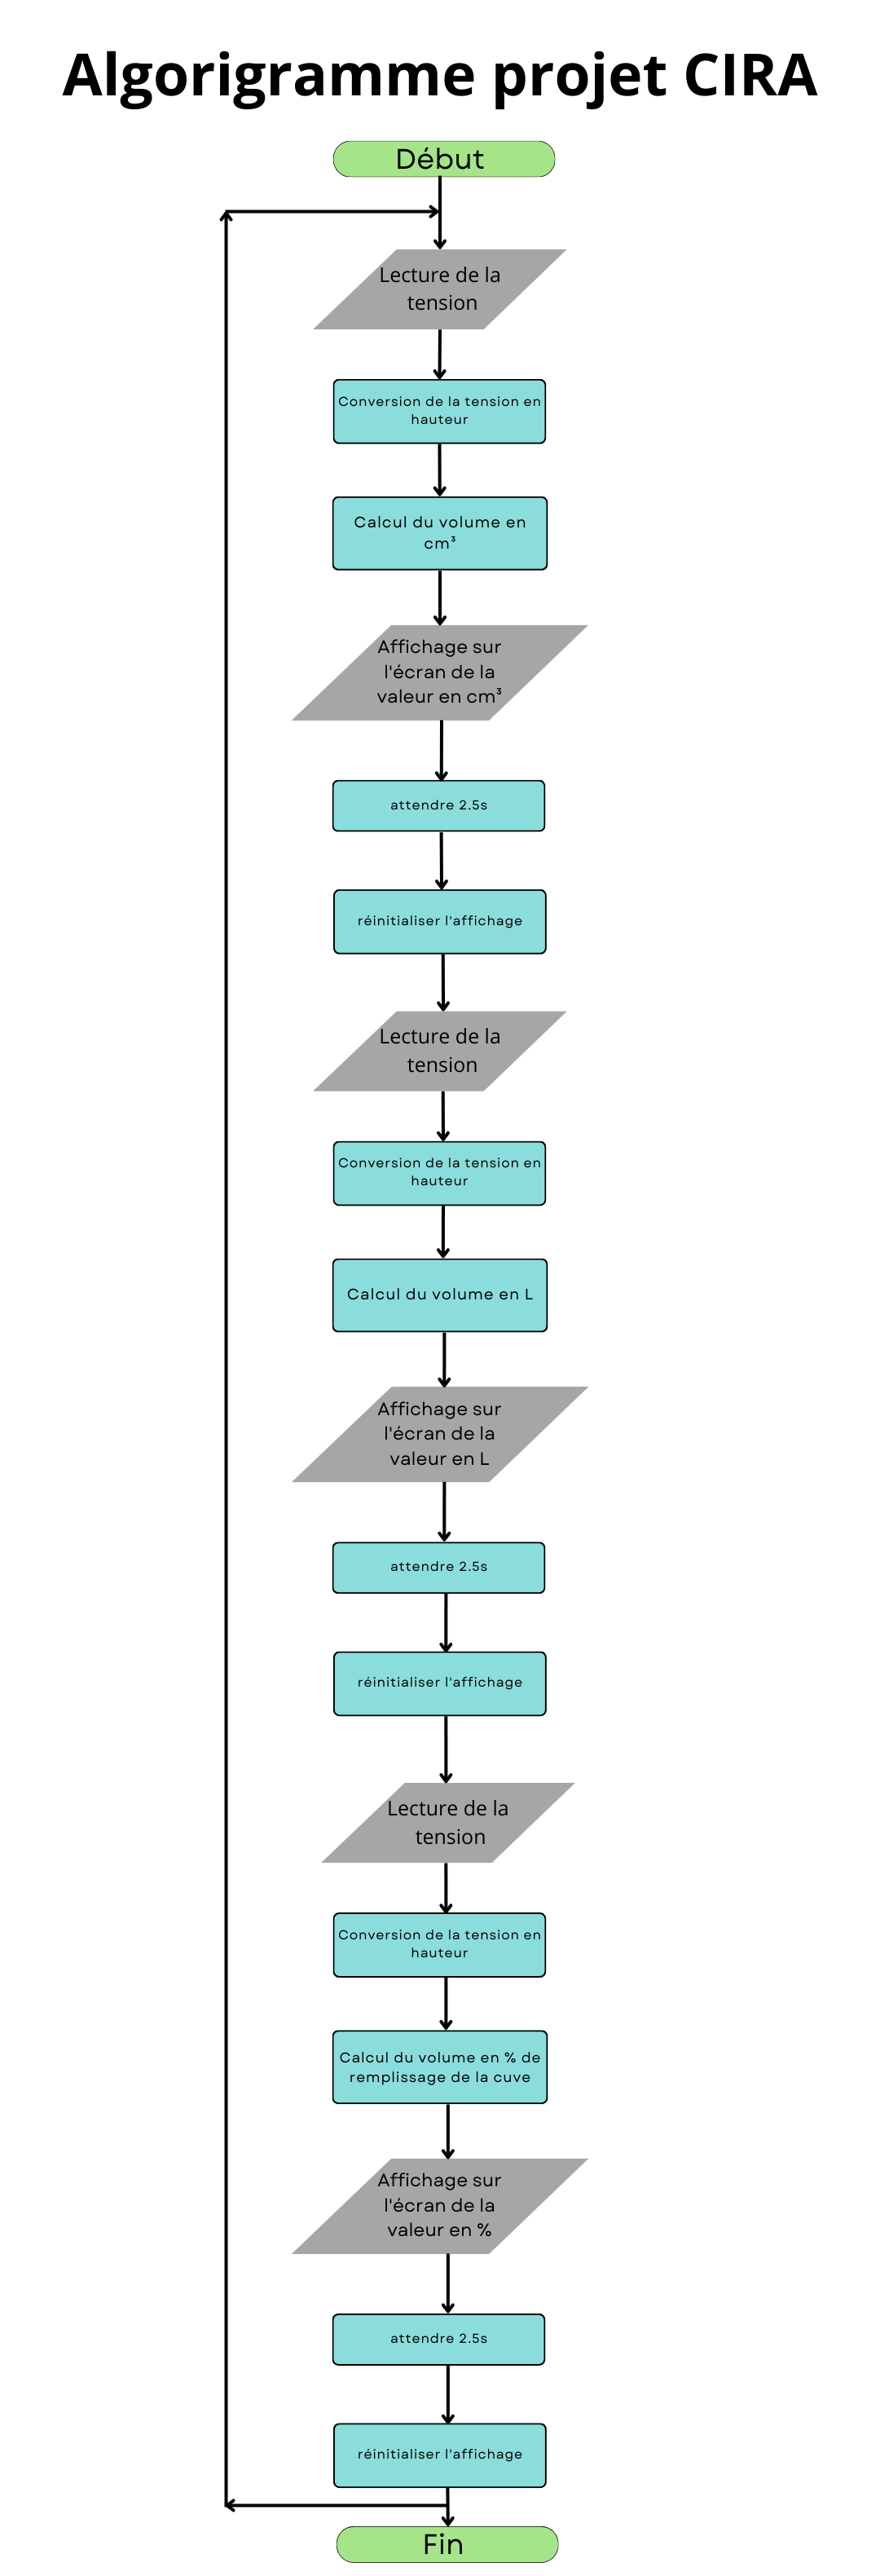 Algorigramme projet CIRA
Début
Lecture de la
tension
Conversion de la tension en
hauteur
Calcul du volume en
cm³
Affichage sur
l'écran de la
valeur en cm³
attendre 2.5s
réinitialiser l'affichage
Lecture de la
tension
Conversion de la tension en
hauteur
Calcul du volume en L
Affichage sur
l'écran de la
valeur en L
attendre 2.5s
réinitialiser l'affichage
Lecture de la
tension
Conversion de la tension en
hauteur
Calcul du volume en % de
remplissage de la cuve
Affichage sur
l'écran de la
valeur en %
attendre 2.5s
réinitialiser l'affichage
Fin